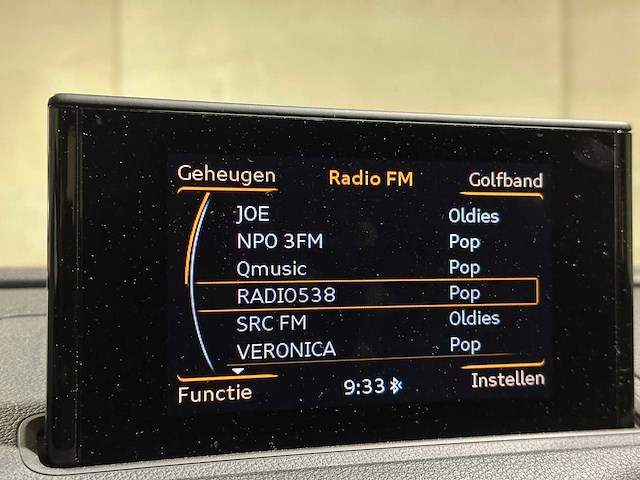 Geheugen Radio FM Golfband
JOE Oldies
NPO 3FM Pop
Qmusic Pop
RADIO538 Pop
SRC FM Oldies
VERONICA Pop
Functie 9:33 Instellen